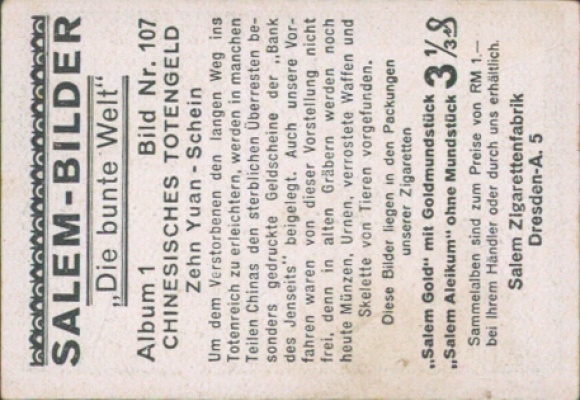 SALEM-BILDER
„Die bunte Welt“
Album 1 Bild Nr. 107
CHINESISCHES TOTENGELD
Zehn Yuan-Schein
Um dem Verstorbenen den langen Weg ins
Totenreich zu erleichtern, werden in manchen
Teilen Chinas den sterblichen Überresten be-
sonders gedruckte Geldscheine der „Bank
des Jenseits“ beigelegt. Auch unsere Vor-
fahren waren von dieser Vorstellung nicht
frei, denn in alten Gräbern werden noch
heute Münzen, Urnen, verrostete Waffen und
Skelette von Tieren vorgefunden.
Diese Bilder liegen in den Packungen
unserer Zigaretten
„Salem Gold“ mit Goldmundstück
„Salem Aleikum“ ohne Mundstück 3 1/3 ₰
Sammelalben sind zum Preise von RM 1.—
bei Ihrem Händler oder durch uns erhältlich.
Salem Zigarettenfabrik
Dresden-A. 5